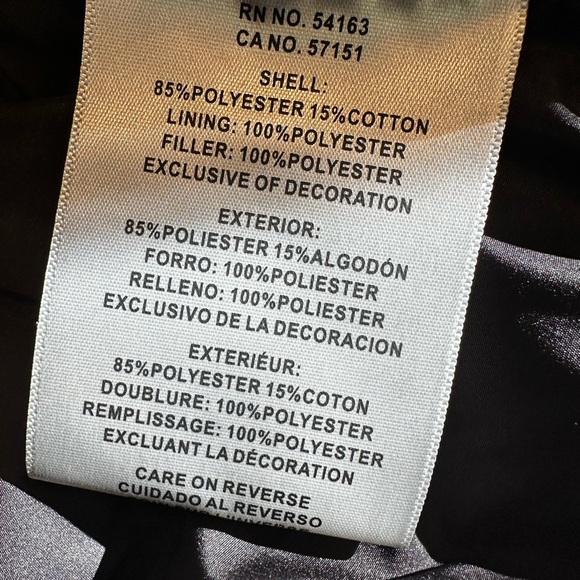 RN NO. 54163
CA NO. 57151
SHELL:
85%POLYESTER 15%COTTON
LINING: 100%POLYESTER
FILLER: 100%POLYESTER
EXCLUSIVE OF DECORATION
EXTERIOR:
85%POLIESTER 15%ALGODÓN
FORRO: 100%POLIESTER
RELLENO: 100%POLIESTER
EXCLUSIVO DE LA DECORACION
EXTERIÉUR:
85%POLYESTER 15%COTON
DOUBLURE: 100%POLYESTER
REMPLISSAGE: 100%POLYESTER
EXCLUANT LA DÉCORATION
CARE ON REVERSE
CUIDADO AL REVERSO